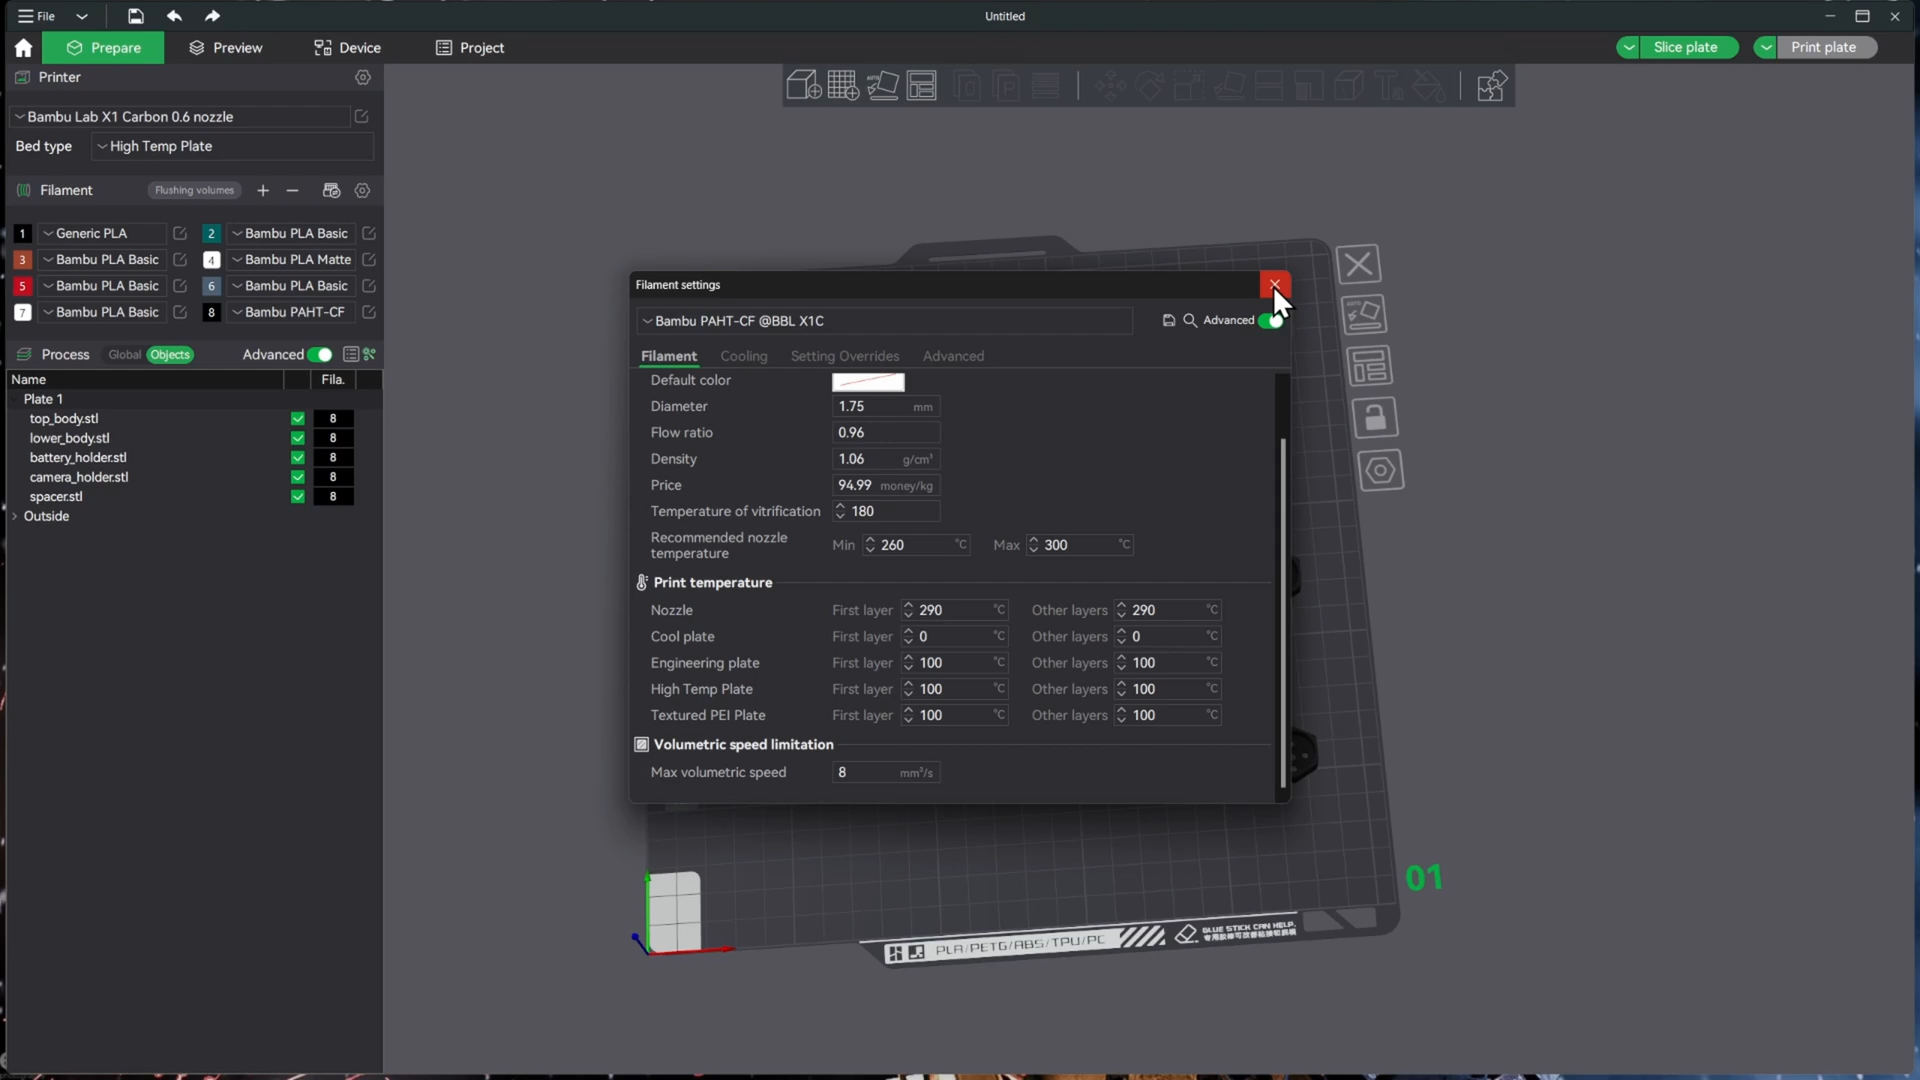 File
Untitled
Prepare Preview Device Project Slice plate Print plate
Printer
Bambu Lab X1 Carbon 0.6 nozzle
Bed type High Temp Plate
Filament Flushing volumes
1 Generic PLA 2 Bambu PLA Basic
3 Bambu PLA Basic 4 Bambu PLA Matte
5 Bambu PLA Basic 6 Bambu PLA Basic
7 Bambu PLA Basic 8 Bambu PAHT-CF
Process Global Objects Advanced
Name Fila.
Plate 1
top_body.stl 8
lower_body.stl 8
battery_holder.stl 8
camera_holder.stl 8
spacer.stl 8
Outside
Filament settings
Bambu PAHT-CF @BBL X1C Advanced
Filament Cooling Setting Overrides Advanced
Default color
Diameter 1.75 mm
Flow ratio 0.96
Density 1.06 g/cm³
Price 94.99 money/kg
Temperature of vitrification 180
Recommended nozzle
temperature Min 260 °C Max 300 °C
Print temperature
Nozzle First layer 290 °C Other layers 290 °C
Cool plate First layer 0 °C Other layers 0 °C
Engineering plate First layer 100 °C Other layers 100 °C
High Temp Plate First layer 100 °C Other layers 100 °C
Textured PEI Plate First layer 100 °C Other layers 100 °C
Volumetric speed limitation
Max volumetric speed 8 mm³/s
AUTO
AUTO
01
PLA/PETG/ABS/TPU/PC
GLUE STICK CAN HELP.